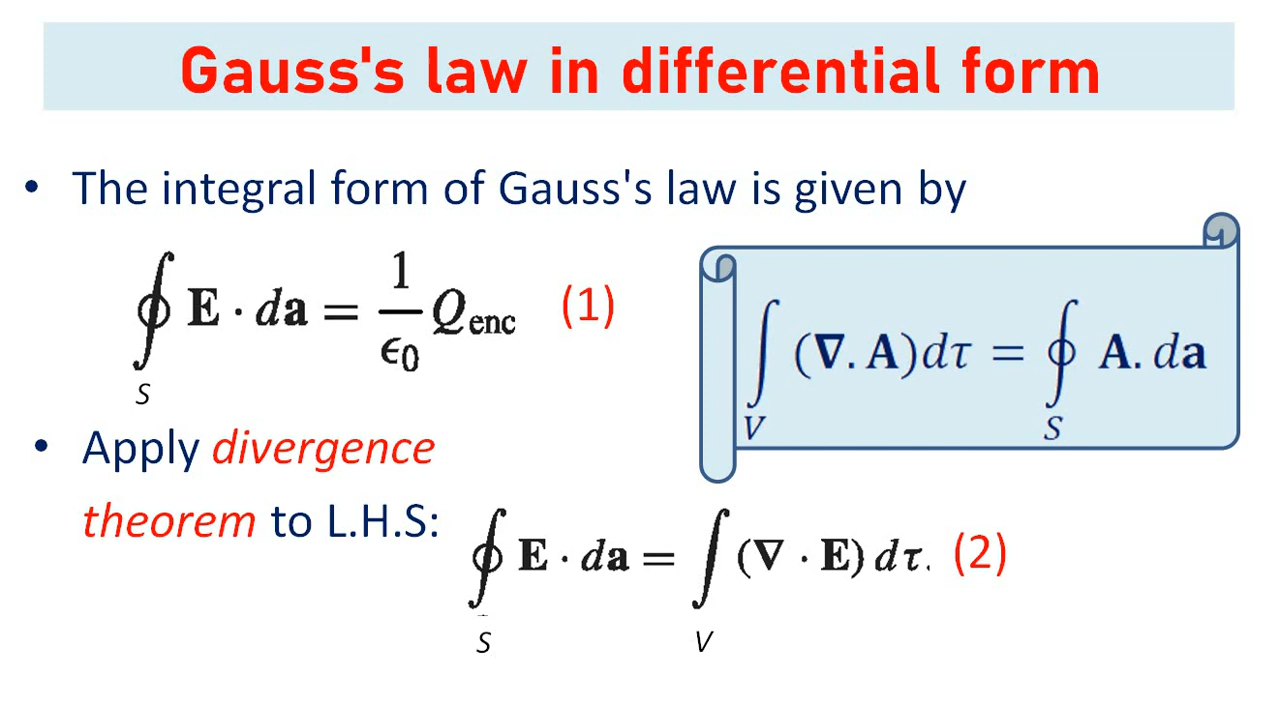 Gauss's law in differential form
• The integral form of Gauss's law is given by
∮_S 𝐄 · d𝐚 = 1/ϵ₀ Q_enc (1)
∫_V (𝛁. 𝐀)dτ = ∮_S 𝐀. d𝐚
• Apply divergence
theorem to L.H.S:
∮_S 𝐄 · d𝐚 = ∫_V (𝛁 · 𝐄) dτ. (2)